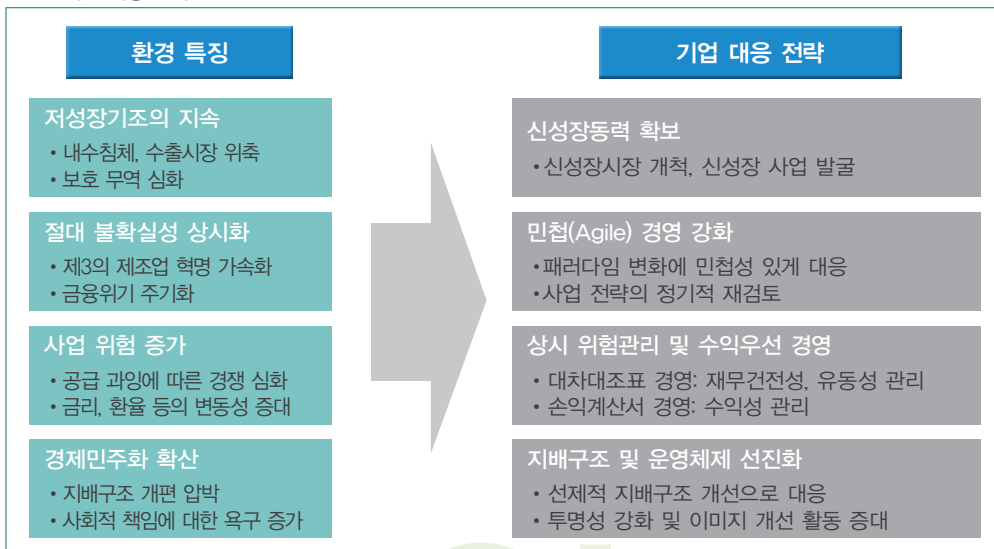 환경 특징
저성장기조의 지속
• 내수침체, 수출시장 위축
• 보호 무역 심화
절대 불확실성 상시화
• 제3의 제조업 혁명 가속화
• 금융위기 주기화
사업 위험 증가
• 공급 과잉에 따른 경쟁 심화
• 금리, 환율 등의 변동성 증대
경제민주화 확산
• 지배구조 개편 압박
• 사회적 책임에 대한 욕구 증가
기업 대응 전략
신성장동력 확보
• 신성장시장 개척, 신성장 사업 발굴
민첩(Agile) 경영 강화
• 패러다임 변화에 민첩성 있게 대응
• 사업 전략의 정기적 재검토
상시 위험관리 및 수익우선 경영
• 대차대조표 경영: 재무건전성, 유동성 관리
• 손익계산서 경영: 수익성 관리
지배구조 및 운영체제 선진화
• 선제적 지배구조 개선으로 대응
• 투명성 강화 및 이미지 개선 활동 증대